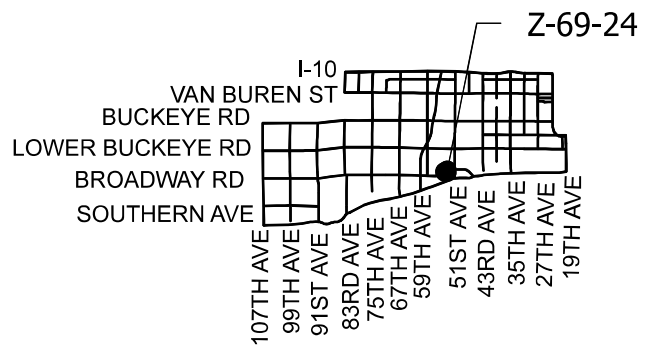 Z-69-24
I-10
VAN BUREN ST
BUCKEYE RD
LOWER BUCKEYE RD
BROADWAY RD
SOUTHERN AVE
107TH AVE
99TH AVE
91ST AVE
83RD AVE
75TH AVE
67TH AVE
59TH AVE
51ST AVE
43RD AVE
35TH AVE
27TH AVE
19TH AVE